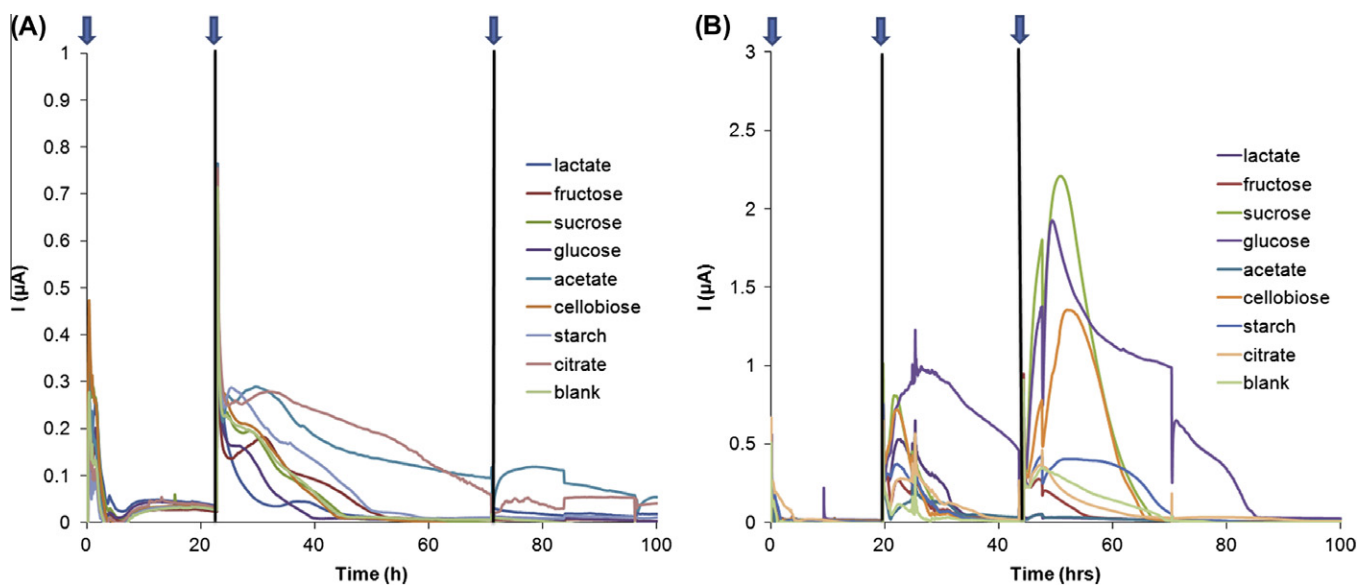 (A)
I (µA)
1
0.9
0.8
0.7
0.6
0.5
0.4
0.3
0.2
0.1
0
0 20 40 60 80 100
Time (h)
lactate
fructose
sucrose
glucose
acetate
cellobiose
starch
citrate
blank
(B)
I (µA)
3
2.5
2
1.5
1
0.5
0
0 20 40 60 80 100
Time (hrs)
lactate
fructose
sucrose
glucose
acetate
cellobiose
starch
citrate
blank